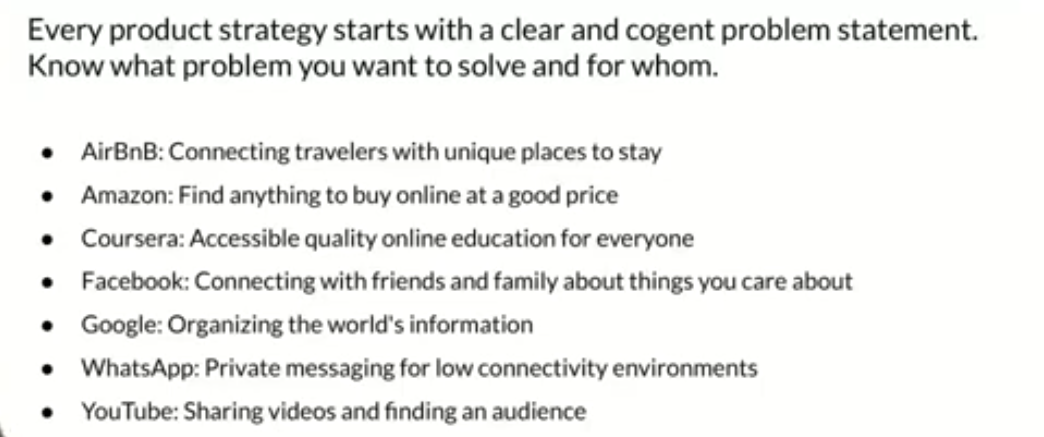 Every product strategy starts with a clear and cogent problem statement.
Know what problem you want to solve and for whom.
• AirBnB: Connecting travelers with unique places to stay
• Amazon: Find anything to buy online at a good price
• Coursera: Accessible quality online education for everyone
• Facebook: Connecting with friends and family about things you care about
• Google: Organizing the world's information
• WhatsApp: Private messaging for low connectivity environments
• YouTube: Sharing videos and finding an audience